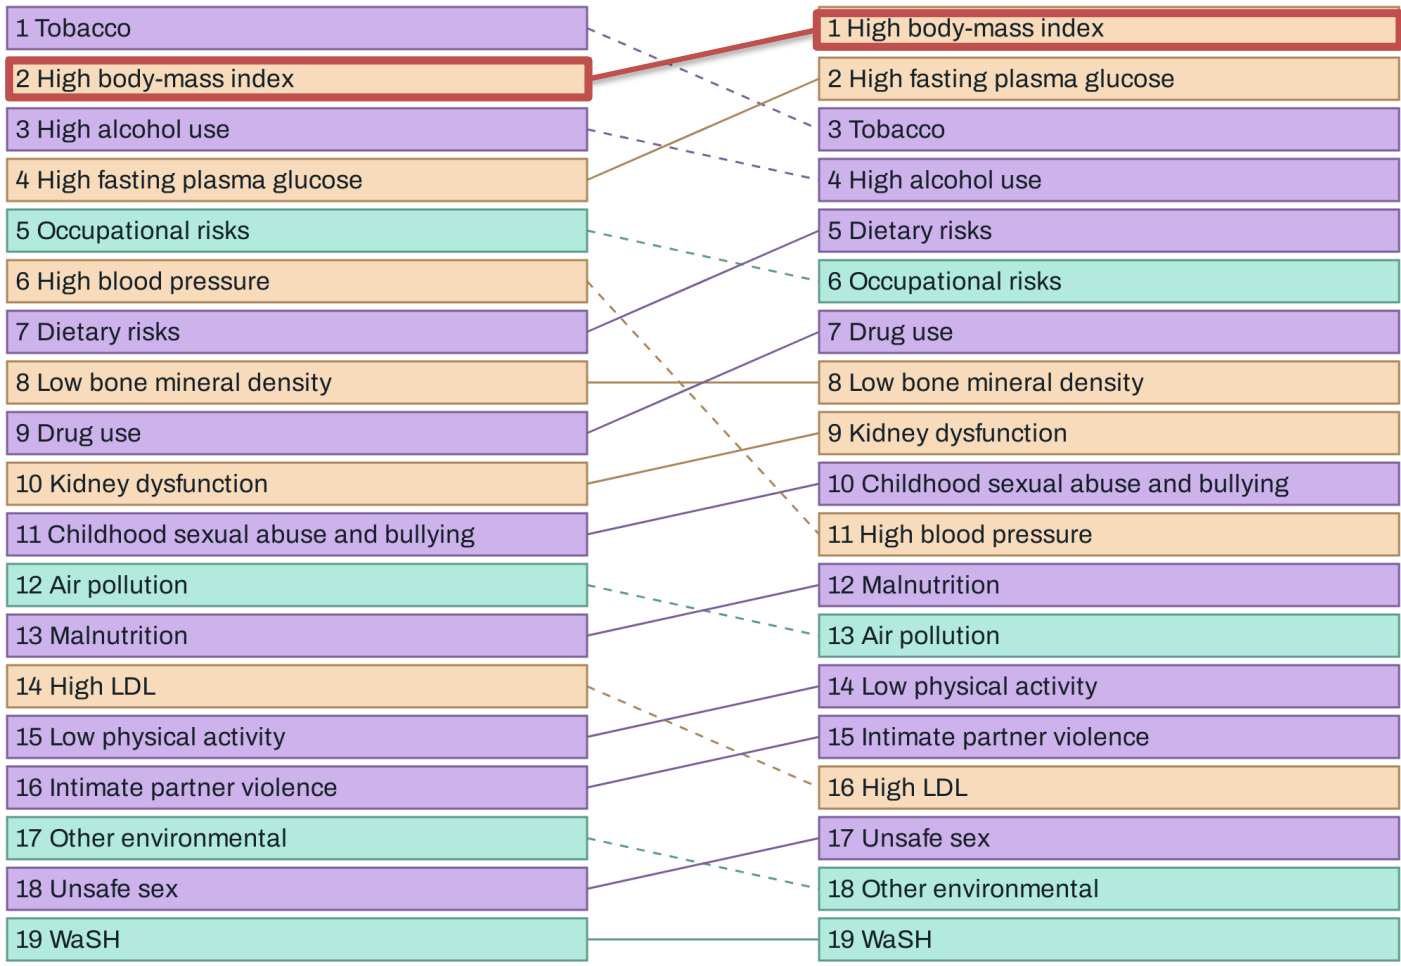 1 Tobacco
2 High body-mass index
3 High alcohol use
4 High fasting plasma glucose
5 Occupational risks
6 High blood pressure
7 Dietary risks
8 Low bone mineral density
9 Drug use
10 Kidney dysfunction
11 Childhood sexual abuse and bullying
12 Air pollution
13 Malnutrition
14 High LDL
15 Low physical activity
16 Intimate partner violence
17 Other environmental
18 Unsafe sex
19 WaSH
1 High body-mass index
2 High fasting plasma glucose
3 Tobacco
4 High alcohol use
5 Dietary risks
6 Occupational risks
7 Drug use
8 Low bone mineral density
9 Kidney dysfunction
10 Childhood sexual abuse and bullying
11 High blood pressure
12 Malnutrition
13 Air pollution
14 Low physical activity
15 Intimate partner violence
16 High LDL
17 Unsafe sex
18 Other environmental
19 WaSH